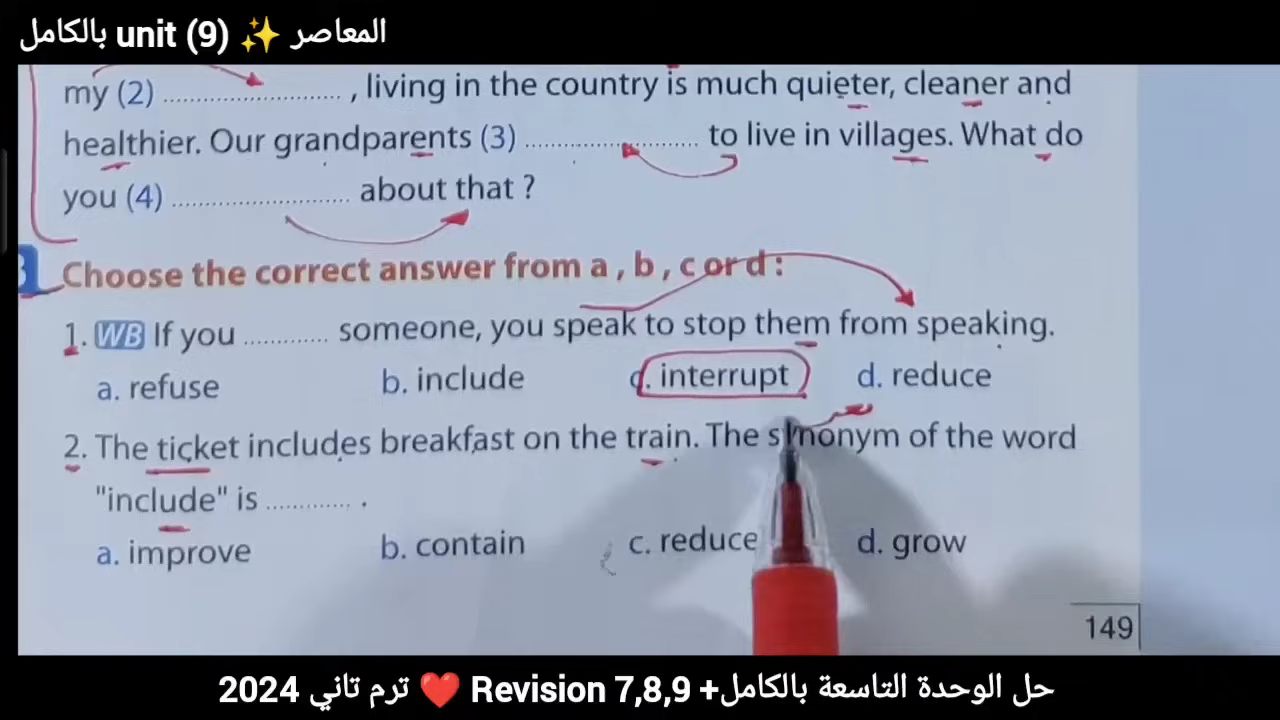 المعاصر ✨ unit (9) بالكامل
my (2) ............................ , living in the country is much quieter, cleaner and
healthier. Our grandparents (3) ............................ to live in villages. What do
you (4) ............................ about that ?
Choose the correct answer from a , b , c or d :
1. WB If you ............. someone, you speak to stop them from speaking.
a. refuse b. include c. interrupt d. reduce
2. The ticket includes breakfast on the train. The synonym of the word
"include" is ............. .
a. improve b. contain c. reduce d. grow
149
حل الوحدة التاسعة بالكامل+ Revision 7,8,9 ❤️ ترم تاني 2024